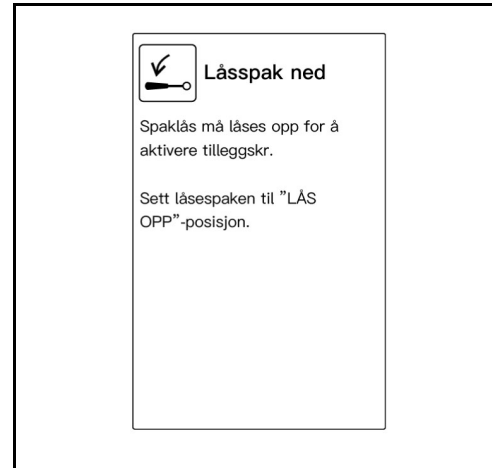 Låsspak ned
Spaklås må låses opp for å
aktivere tilleggskr.
Sett låsespaken til ”LÅS
OPP”-posisjon.